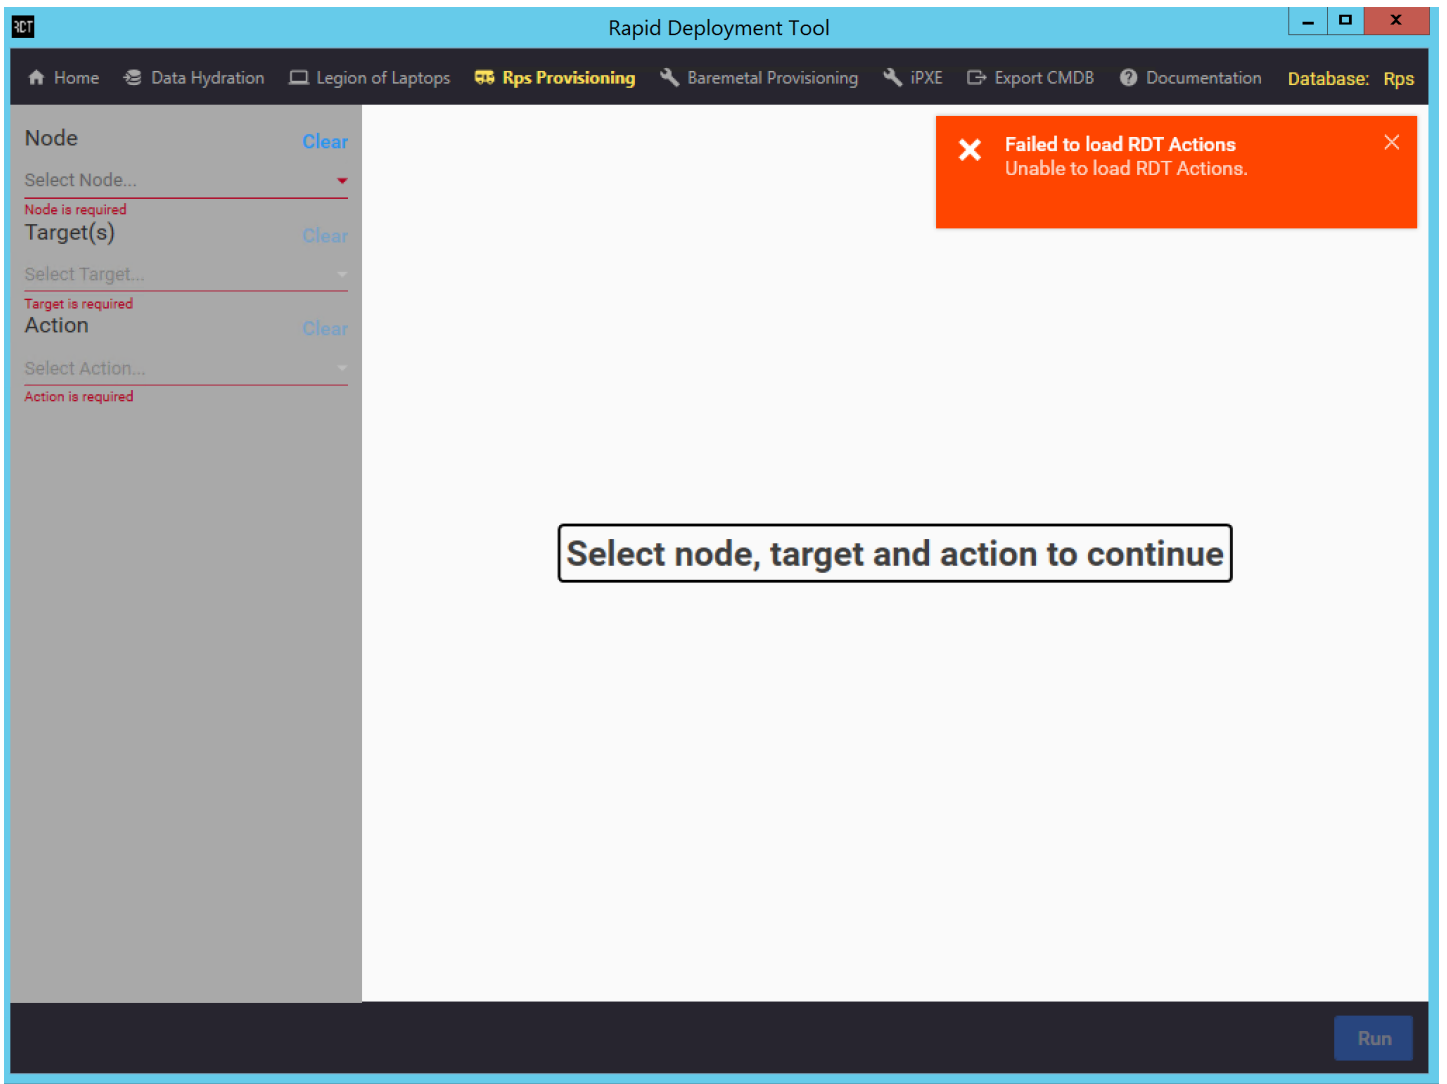 RDT
Rapid Deployment Tool
Home Data Hydration Legion of Laptops Rps Provisioning Baremetal Provisioning iPXE Export CMDB Documentation Database: Rps
Node Clear
Select Node...
Node is required
Target(s) Clear
Select Target...
Target is required
Action Clear
Select Action...
Action is required
Failed to load RDT Actions
Unable to load RDT Actions.
Select node, target and action to continue
Run